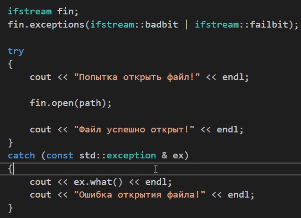 ifstream fin;
fin.exceptions(ifstream::badbit | ifstream::failbit);
try
{
cout << "Попытка открыть файл!" << endl;
fin.open(path);
cout << "Файл успешно открыт!" << endl;
}
catch (const std::exception & ex)
{
cout << ex.what() << endl;
cout << "Ошибка открытия файла!" << endl;
}